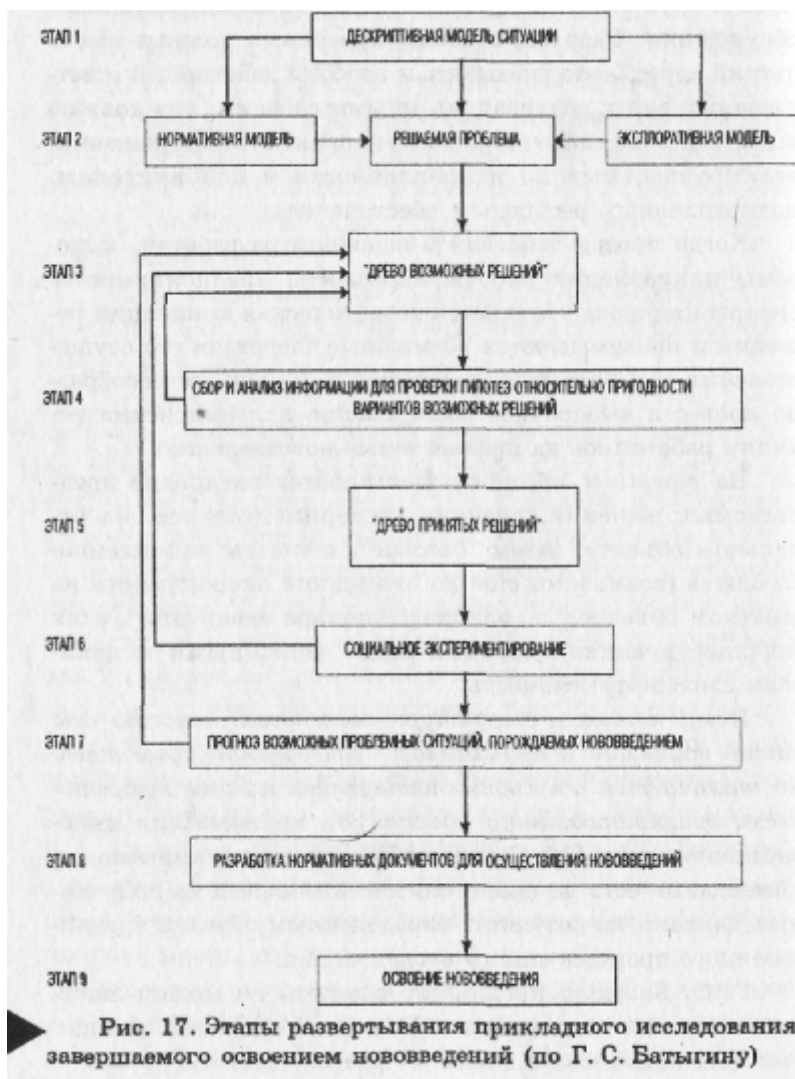 ЭТАП 1
ДЕСКРИПТИВНАЯ МОДЕЛЬ СИТУАЦИИ
ЭТАП 2
НОРМАТИВНАЯ МОДЕЛЬ
РЕШАЕМАЯ ПРОБЛЕМА
ЭКСПЛОРАТИВНАЯ МОДЕЛЬ
ЭТАП 3
"ДРЕВО ВОЗМОЖНЫХ РЕШЕНИЙ"
ЭТАП 4
СБОР И АНАЛИЗ ИНФОРМАЦИИ ДЛЯ ПРОВЕРКИ ГИПОТЕЗ ОТНОСИТЕЛЬНО ПРИГОДНОСТИ
ВАРИАНТОВ ВОЗМОЖНЫХ РЕШЕНИЙ
ЭТАП 5
"ДРЕВО ПРИНЯТЫХ РЕШЕНИЙ"
ЭТАП 6
СОЦИАЛЬНОЕ ЭКСПЕРИМЕНТИРОВАНИЕ
ЭТАП 7
ПРОГНОЗ ВОЗМОЖНЫХ ПРОБЛЕМНЫХ СИТУАЦИЙ, ПОРОЖДАЕМЫХ НОВОВВЕДЕНИЕМ
ЭТАП 8
РАЗРАБОТКА НОРМАТИВНЫХ ДОКУМЕНТОВ ДЛЯ ОСУЩЕСТВЛЕНИЯ НОВОВВЕДЕНИЙ
ЭТАП 9
ОСВОЕНИЕ НОВОВВЕДЕНИЯ
Рис. 17. Этапы развертывания прикладного исследования
завершаемого освоением нововведений (по Г. С. Батыгину)